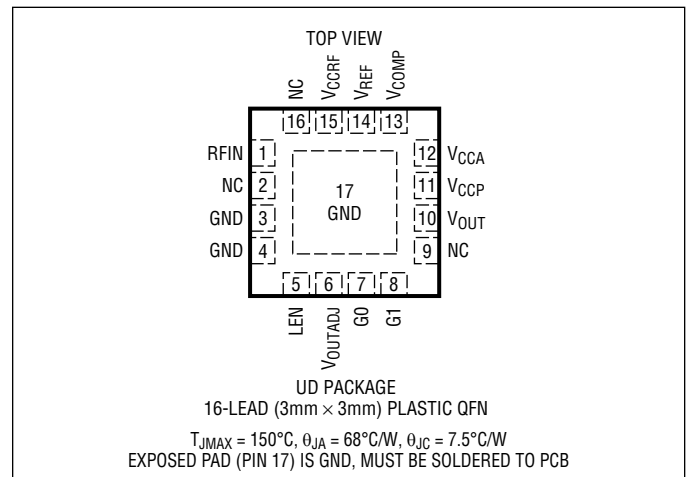 TOP VIEW
NC VCCRF VREF VCOMP
16 15 14 13
RFIN 1
NC 2
GND 3
GND 4
17
GND
12 VCCA
11 VCCP
10 VOUT
9 NC
5 6 7 8
LEN VOUTADJ G0 G1
UD PACKAGE
16-LEAD (3mm × 3mm) PLASTIC QFN
TJMAX = 150°C, θJA = 68°C/W, θJC = 7.5°C/W
EXPOSED PAD (PIN 17) IS GND, MUST BE SOLDERED TO PCB